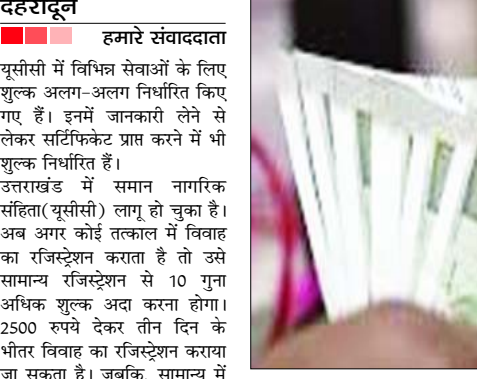 देहरादून
हमारे संवाददाता
यूसीसी में विभिन्न सेवाओं के लिए
शुल्क अलग-अलग निर्धारित किए
गए हैं। इनमें जानकारी लेने से
लेकर सर्टिफिकेट प्राप्त करने में भी
शुल्क निर्धारित हैं।
उत्तराखंड में समान नागरिक
संहिता(यूसीसी) लागू हो चुका है।
अब अगर कोई तत्काल में विवाह
का रजिस्ट्रेशन कराता है तो उसे
सामान्य रजिस्ट्रेशन से 10 गुना
अधिक शुल्क अदा करना होगा।
2500 रुपये देकर तीन दिन के
भीतर विवाह का रजिस्ट्रेशन कराया
जा सकता है। जबकि, सामान्य में